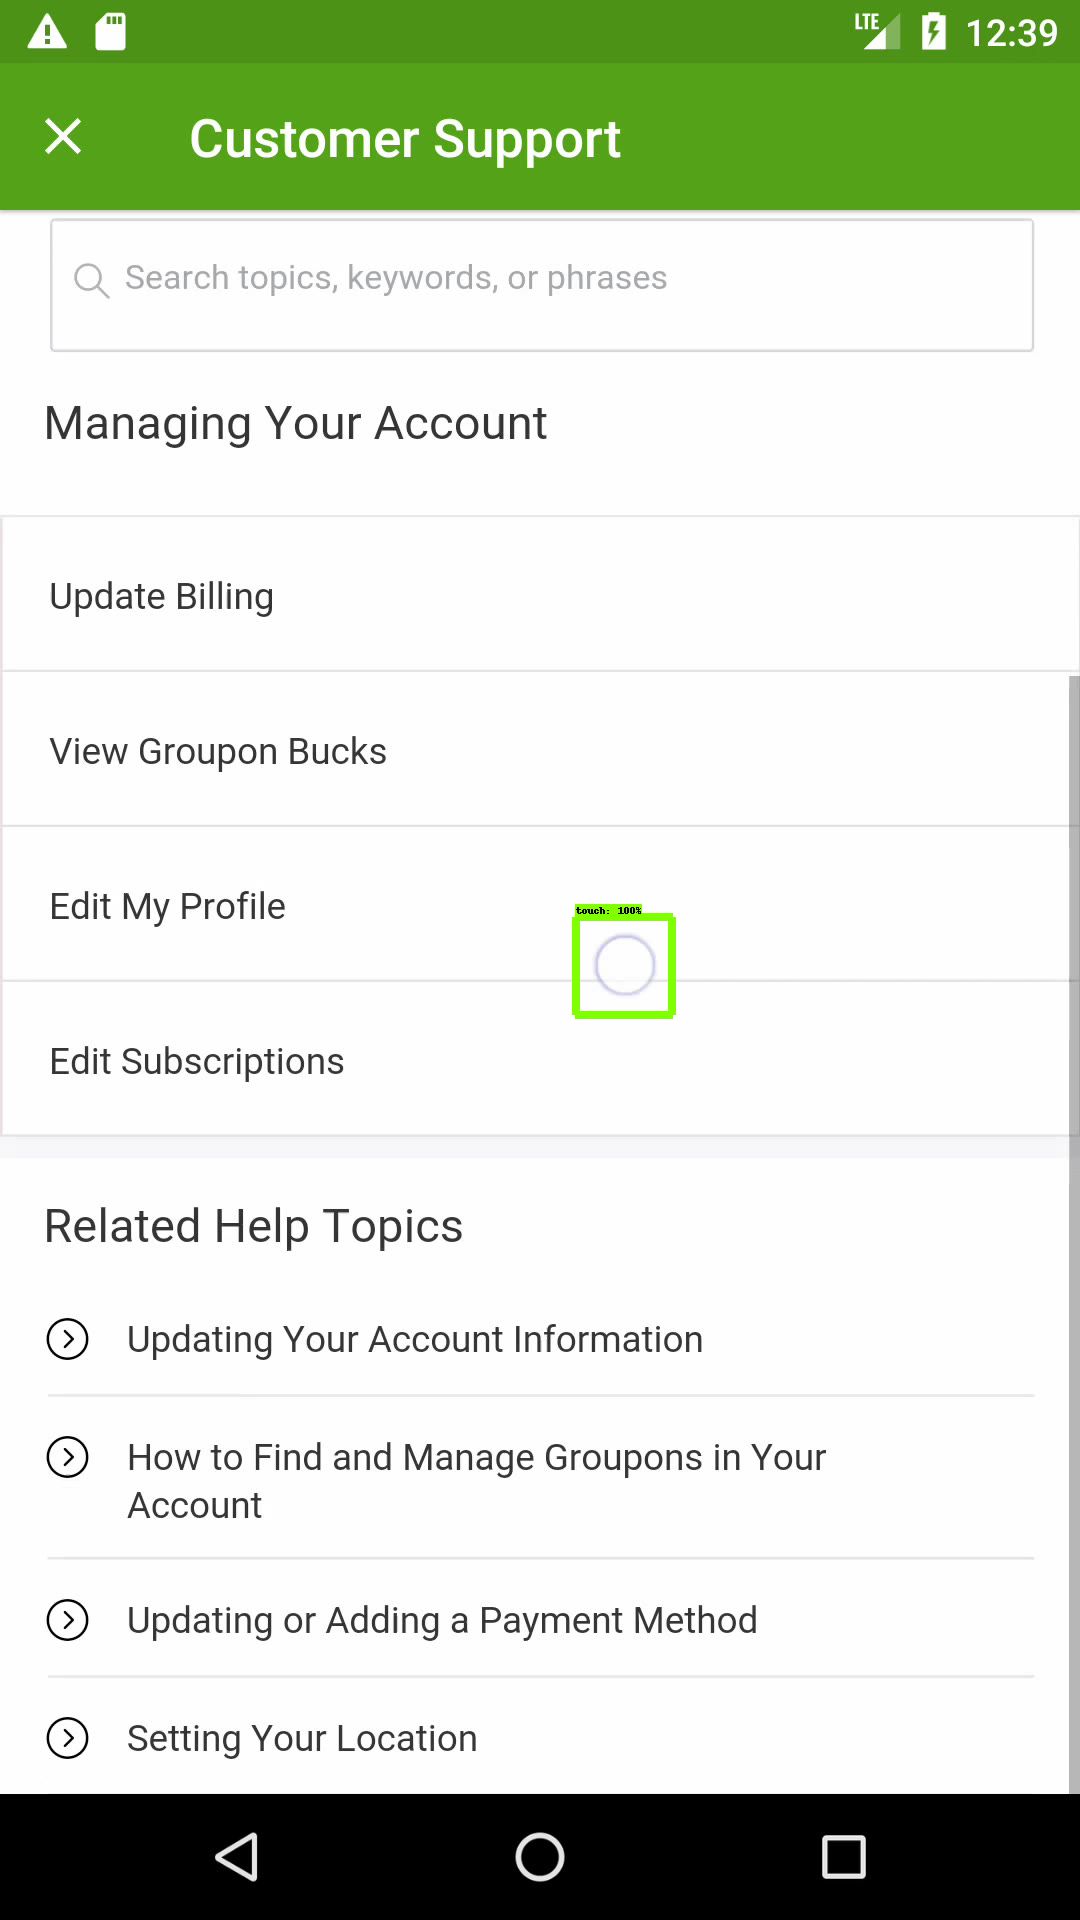 LTE 12:39
Customer Support
Search topics, keywords, or phrases
Managing Your Account
Update Billing
View Groupon Bucks
Edit My Profile
touch: 100%
Edit Subscriptions
Related Help Topics
Updating Your Account Information
How to Find and Manage Groupons in Your
Account
Updating or Adding a Payment Method
Setting Your Location